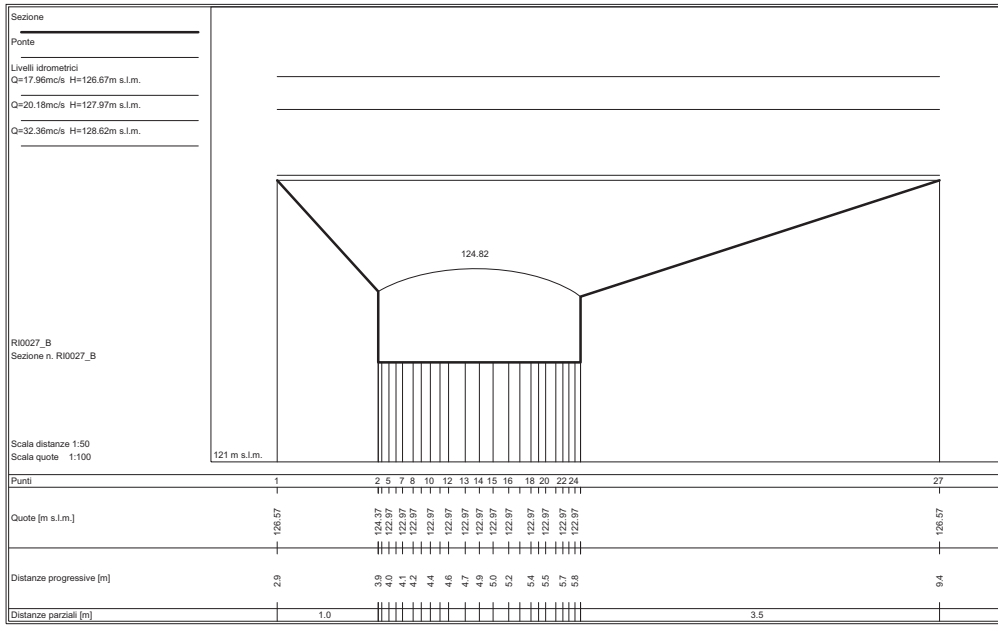 Sezione
Ponte
Livelli idrometrici
Q=17.96mc/s H=126.67m s.l.m.
Q=20.18mc/s H=127.97m s.l.m.
Q=32.36mc/s H=128.62m s.l.m.
124.82
RI0027_B
Sezione n. RI0027_B
Scala distanze 1:50
Scala quote 1:100
121 m s.l.m.
Punti 1 2 5 7 8 10 12 13 14 15 16 18 20 22 24 27
Quote [m s.l.m.] 126.57 124.37 122.97 122.97 122.97 122.97 122.97 122.97 122.97 122.97 122.97 122.97 122.97 122.97 122.97 126.57
Distanze progressive [m] 2.9 3.9 4.0 4.1 4.2 4.4 4.6 4.7 4.9 5.0 5.2 5.4 5.5 5.7 5.8 9.4
Distanze parziali [m] 1.0 3.5